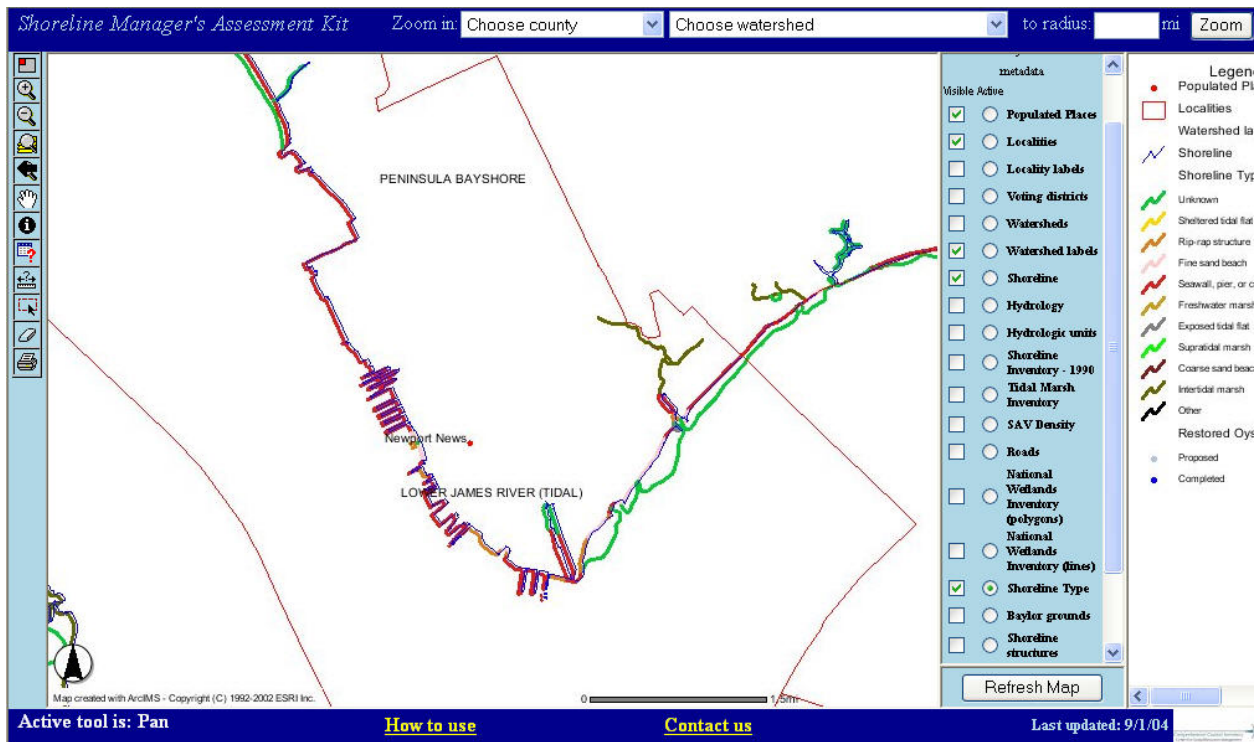 Shoreline Manager's Assessment Kit
Zoom in: Choose county Choose watershed to radius: mi Zoom
PENINSULA BAYSHORE
Newport News
LOWER JAMES RIVER (TIDAL)
Map created with ArcIMS - Copyright (C) 1992-2002 ESRI Inc.
0 1.5mi
metadata
Visible Active
Populated Places
Localities
Locality labels
Voting districts
Watersheds
Watershed labels
Shoreline
Hydrology
Hydrologic units
Shoreline
Inventory - 1990
Tidal Marsh
Inventory
SAV Density
Roads
National
Wetlands
Inventory
(polygons)
National
Wetlands
Inventory (lines)
Shoreline Type
Baylor grounds
Shoreline
structures
Refresh Map
Legend
Populated Pl
Localities
Watershed la
Shoreline
Shoreline Typ
Unknown
Sheltered tidal flat
Rip-rap structure
Fine sand beach
Seawall, pier, or c
Freshwater marsh
Exposed tidal flat
Supratidal marsh
Coarse sand beac
Intertidal marsh
Other
Restored Oys
Proposed
Completed
Active tool is: Pan
How to use
Contact us
Last updated: 9/1/04